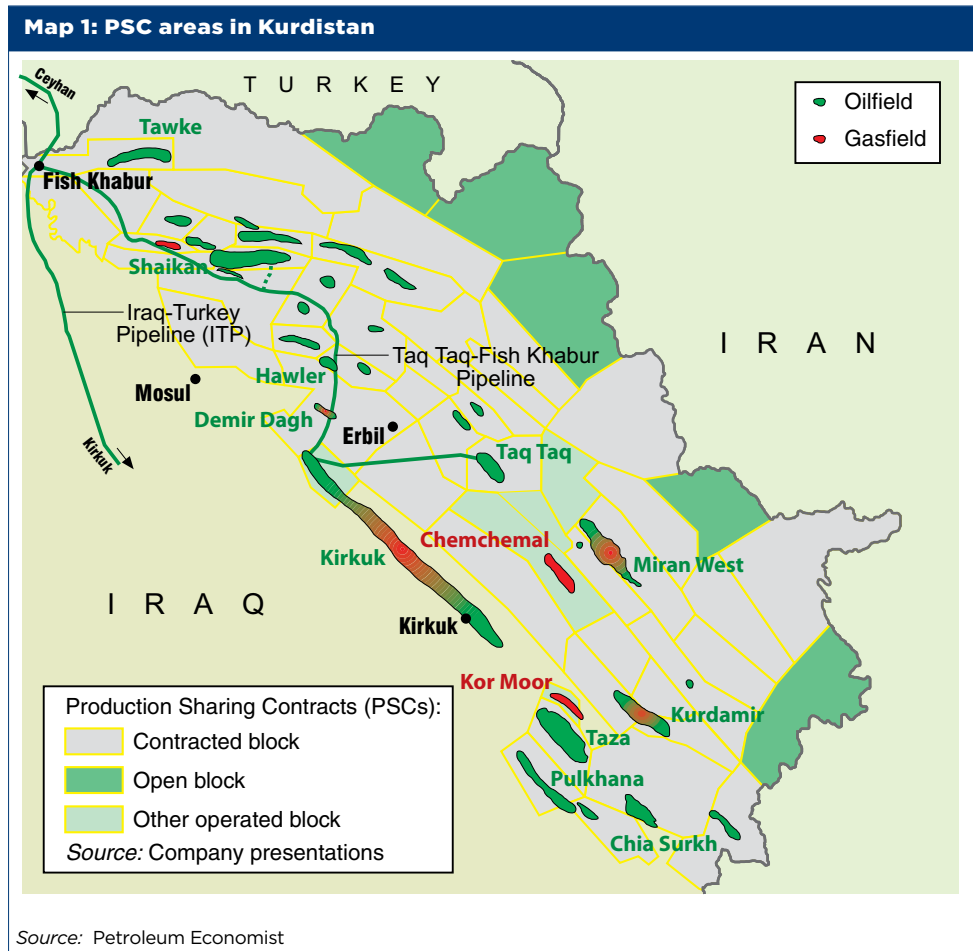 Map 1: PSC areas in Kurdistan
Ceyhan
T U R K E Y
Oilfield
Gasfield
Tawke
Fish Khabur
Shaikan
Iraq-Turkey
Pipeline (ITP)
I R A N
Taq Taq-Fish Khabur
Pipeline
Hawler
Mosul
Demir Dagh
Erbil
Kirkuk
Taq Taq
Chemchemal
Kirkuk
Miran West
I R A Q
Kirkuk
Kor Moor
Kurdamir
Taza
Pulkhana
Chia Surkh
Production Sharing Contracts (PSCs):
Contracted block
Open block
Other operated block
Source: Company presentations
Source: Petroleum Economist